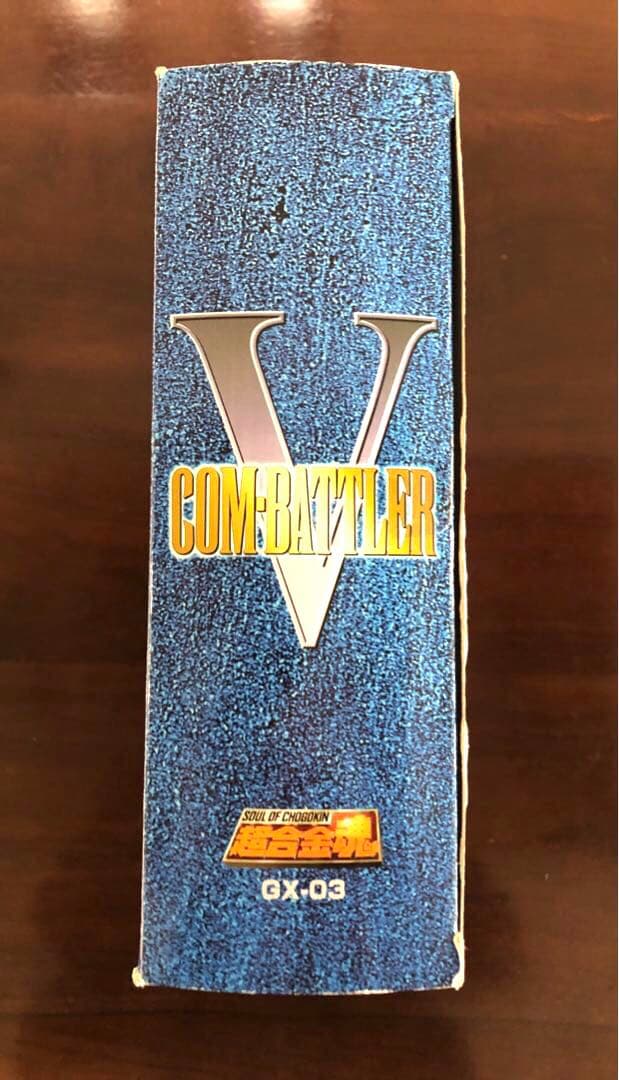 V
COM-BATTLER
SOUL OF CHOGOKIN
超合金魂
GX-03